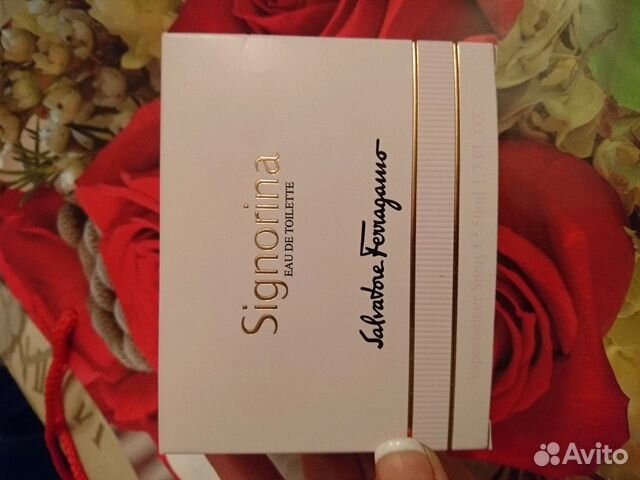 Signorina
EAU DE TOILETTE
Salvatore Ferragamo
Vaporisateur Spray e 50ml 1.7 FL. OZ.
Avito